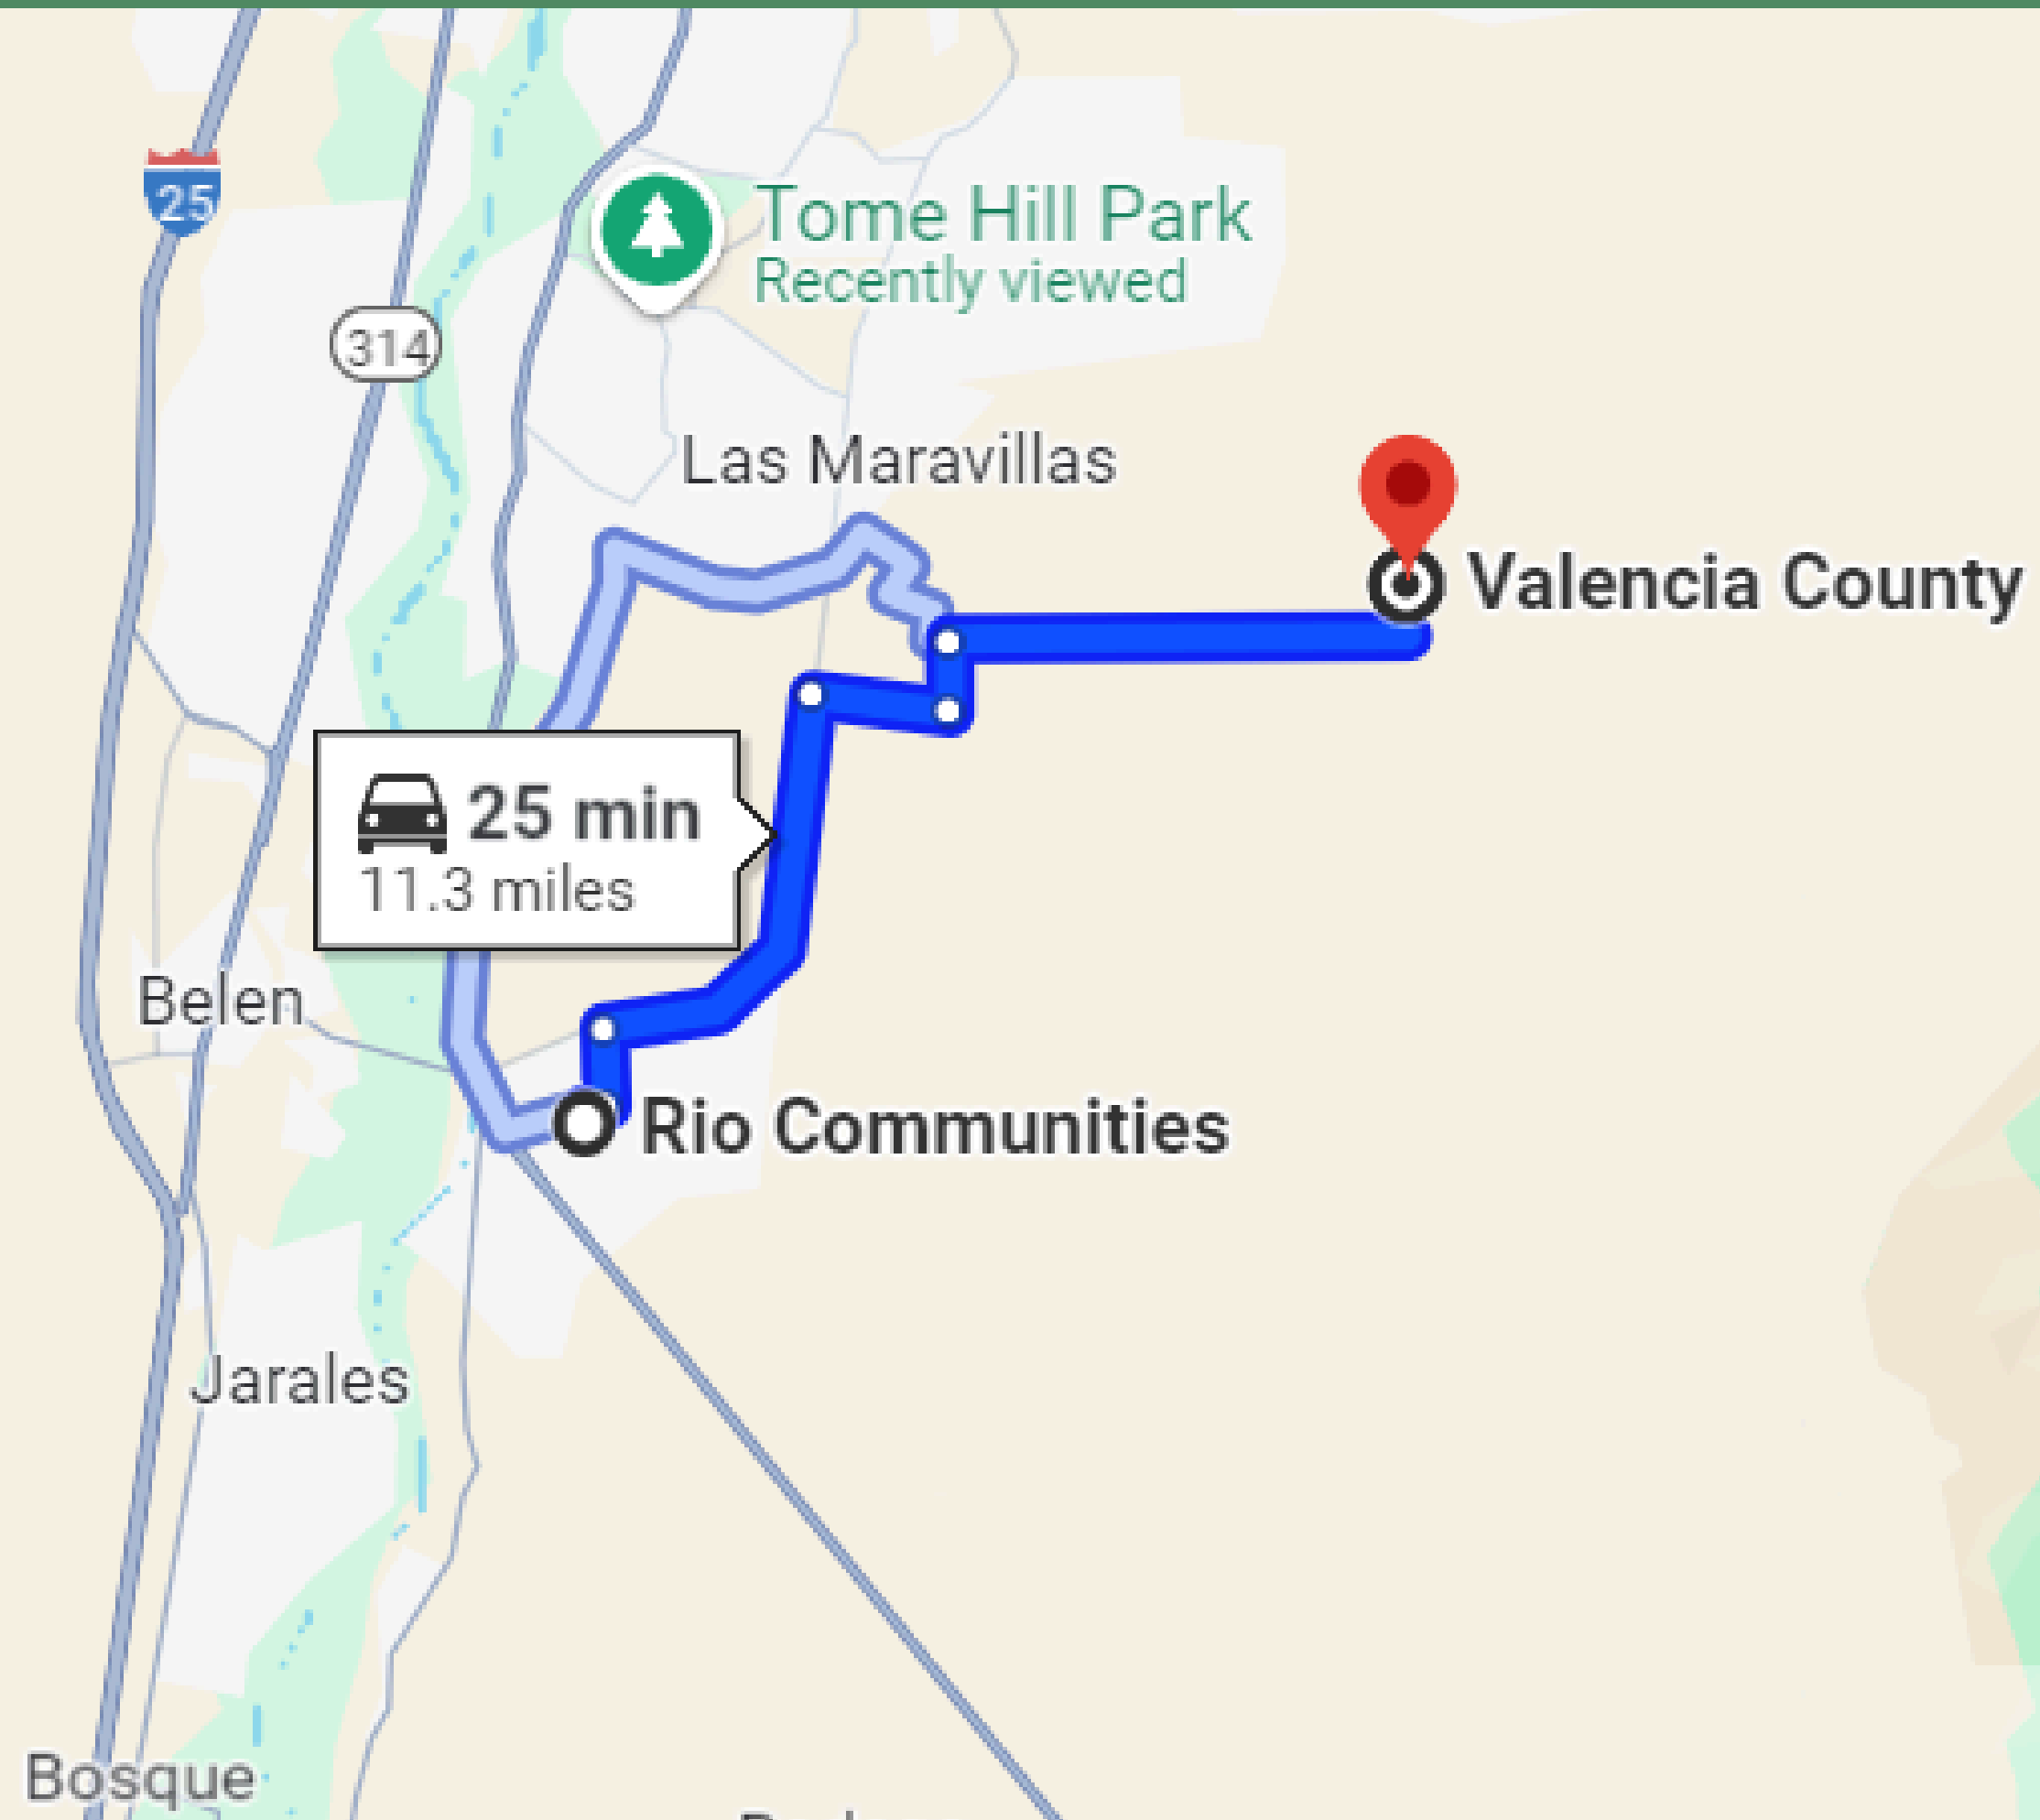 25
Tome Hill Park
Recently viewed
314
Las Maravillas
Valencia County
25 min
11.3 miles
Belen
Rio Communities
Jarales
Bosque